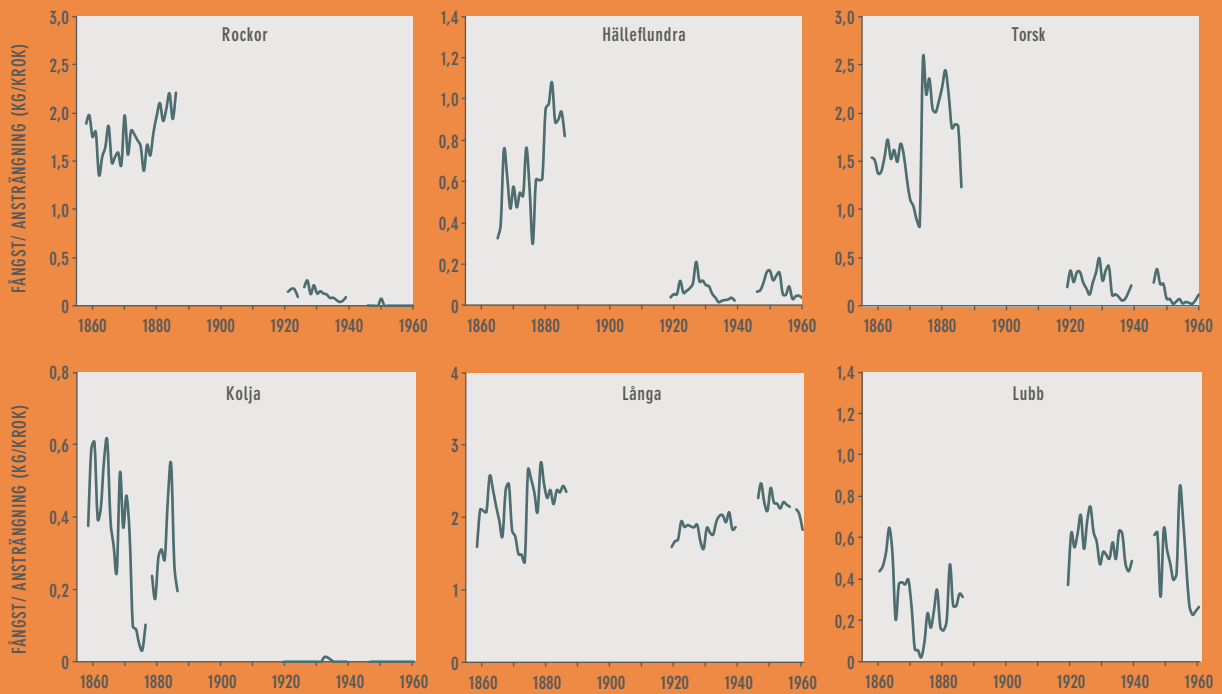 FÅNGST/ ANSTRÄNGNING (KG/KROK)
Rockor
3,0
2,5
2,0
1,5
1,0
0,5
0
1860 1880 1900 1920 1940 1960
Hälleflundra
1,4
1,2
1,0
0,8
0,6
0,4
0,2
0
1860 1880 1900 1920 1940 1960
Torsk
3,0
2,5
2,0
1,5
1,0
0,5
0
1860 1880 1900 1920 1940 1960
FÅNGST/ ANSTRÄNGNING (KG/KROK)
Kolja
0,8
0,6
0,4
0,2
0
1860 1880 1900 1920 1940 1960
Långa
4
3
2
1
0
1860 1880 1900 1920 1940 1960
Lubb
1,4
1,2
1,0
0,8
0,6
0,4
0,2
0
1860 1880 1900 1920 1940 1960